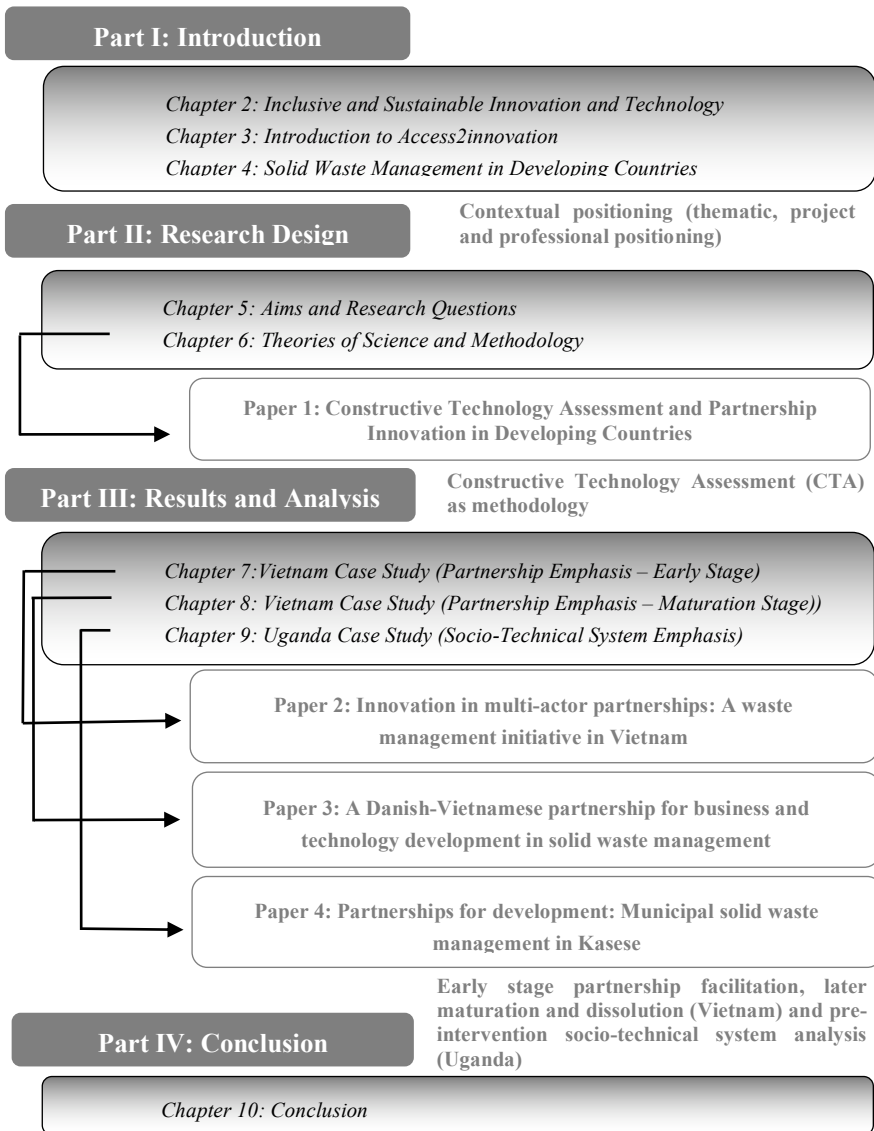 Part I: Introduction
Chapter 2: Inclusive and Sustainable Innovation and Technology
Chapter 3: Introduction to Access2innovation
Chapter 4: Solid Waste Management in Developing Countries
Contextual positioning (thematic, project
and professional positioning)
Part II: Research Design
Chapter 5: Aims and Research Questions
Chapter 6: Theories of Science and Methodology
Paper 1: Constructive Technology Assessment and Partnership
Innovation in Developing Countries
Constructive Technology Assessment (CTA)
as methodology
Part III: Results and Analysis
Chapter 7:Vietnam Case Study (Partnership Emphasis – Early Stage)
Chapter 8: Vietnam Case Study (Partnership Emphasis – Maturation Stage))
Chapter 9: Uganda Case Study (Socio-Technical System Emphasis)
Paper 2: Innovation in multi-actor partnerships: A waste
management initiative in Vietnam
Paper 3: A Danish-Vietnamese partnership for business and
technology development in solid waste management
Paper 4: Partnerships for development: Municipal solid waste
management in Kasese
Early stage partnership facilitation, later
maturation and dissolution (Vietnam) and pre-
intervention socio-technical system analysis
(Uganda)
Part IV: Conclusion
Chapter 10: Conclusion